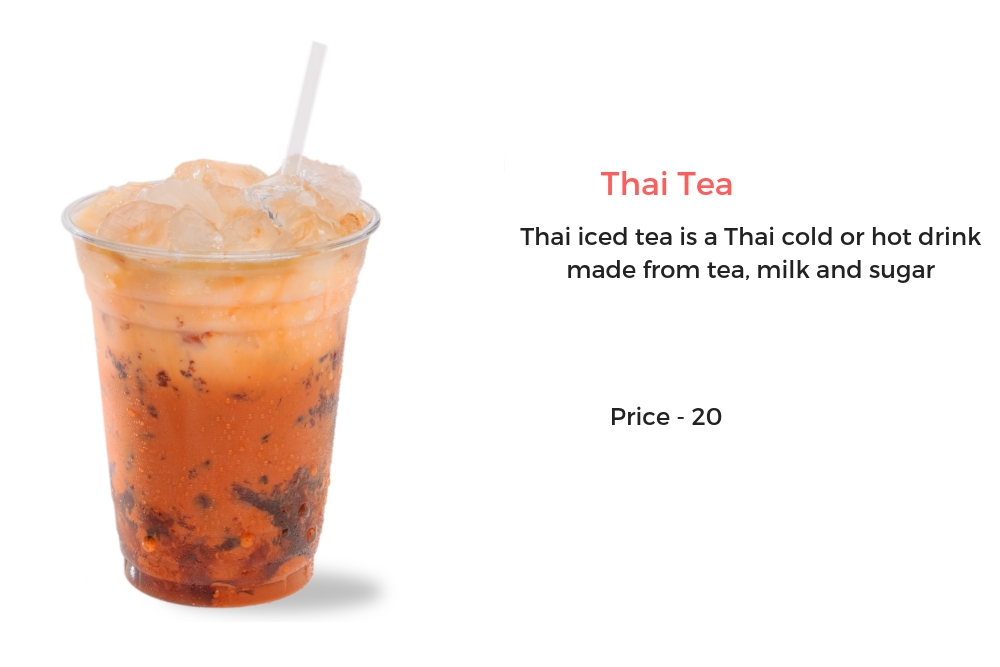 Thai Tea
Thai iced tea is a Thai cold or hot drink
made from tea, milk and sugar
Price - 20